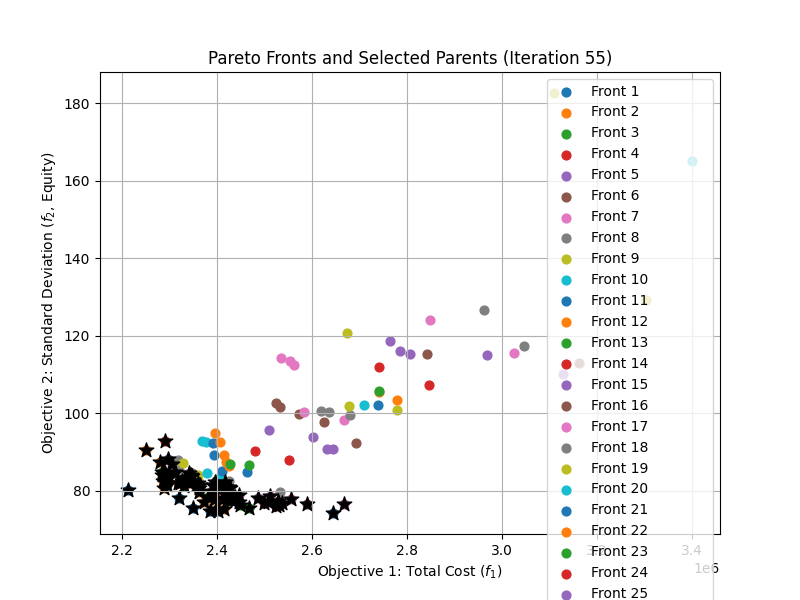 Pareto Fronts and Selected Parents (Iteration 55)
Objective 2: Standard Deviation (f₂, Equity)
180
160
140
120
100
80
2.2
2.4
2.6
2.8
3.0
3.2
3.4
1e6
Objective 1: Total Cost (f₁)
Front 1
Front 2
Front 3
Front 4
Front 5
Front 6
Front 7
Front 8
Front 9
Front 10
Front 11
Front 12
Front 13
Front 14
Front 15
Front 16
Front 17
Front 18
Front 19
Front 20
Front 21
Front 22
Front 23
Front 24
Front 25